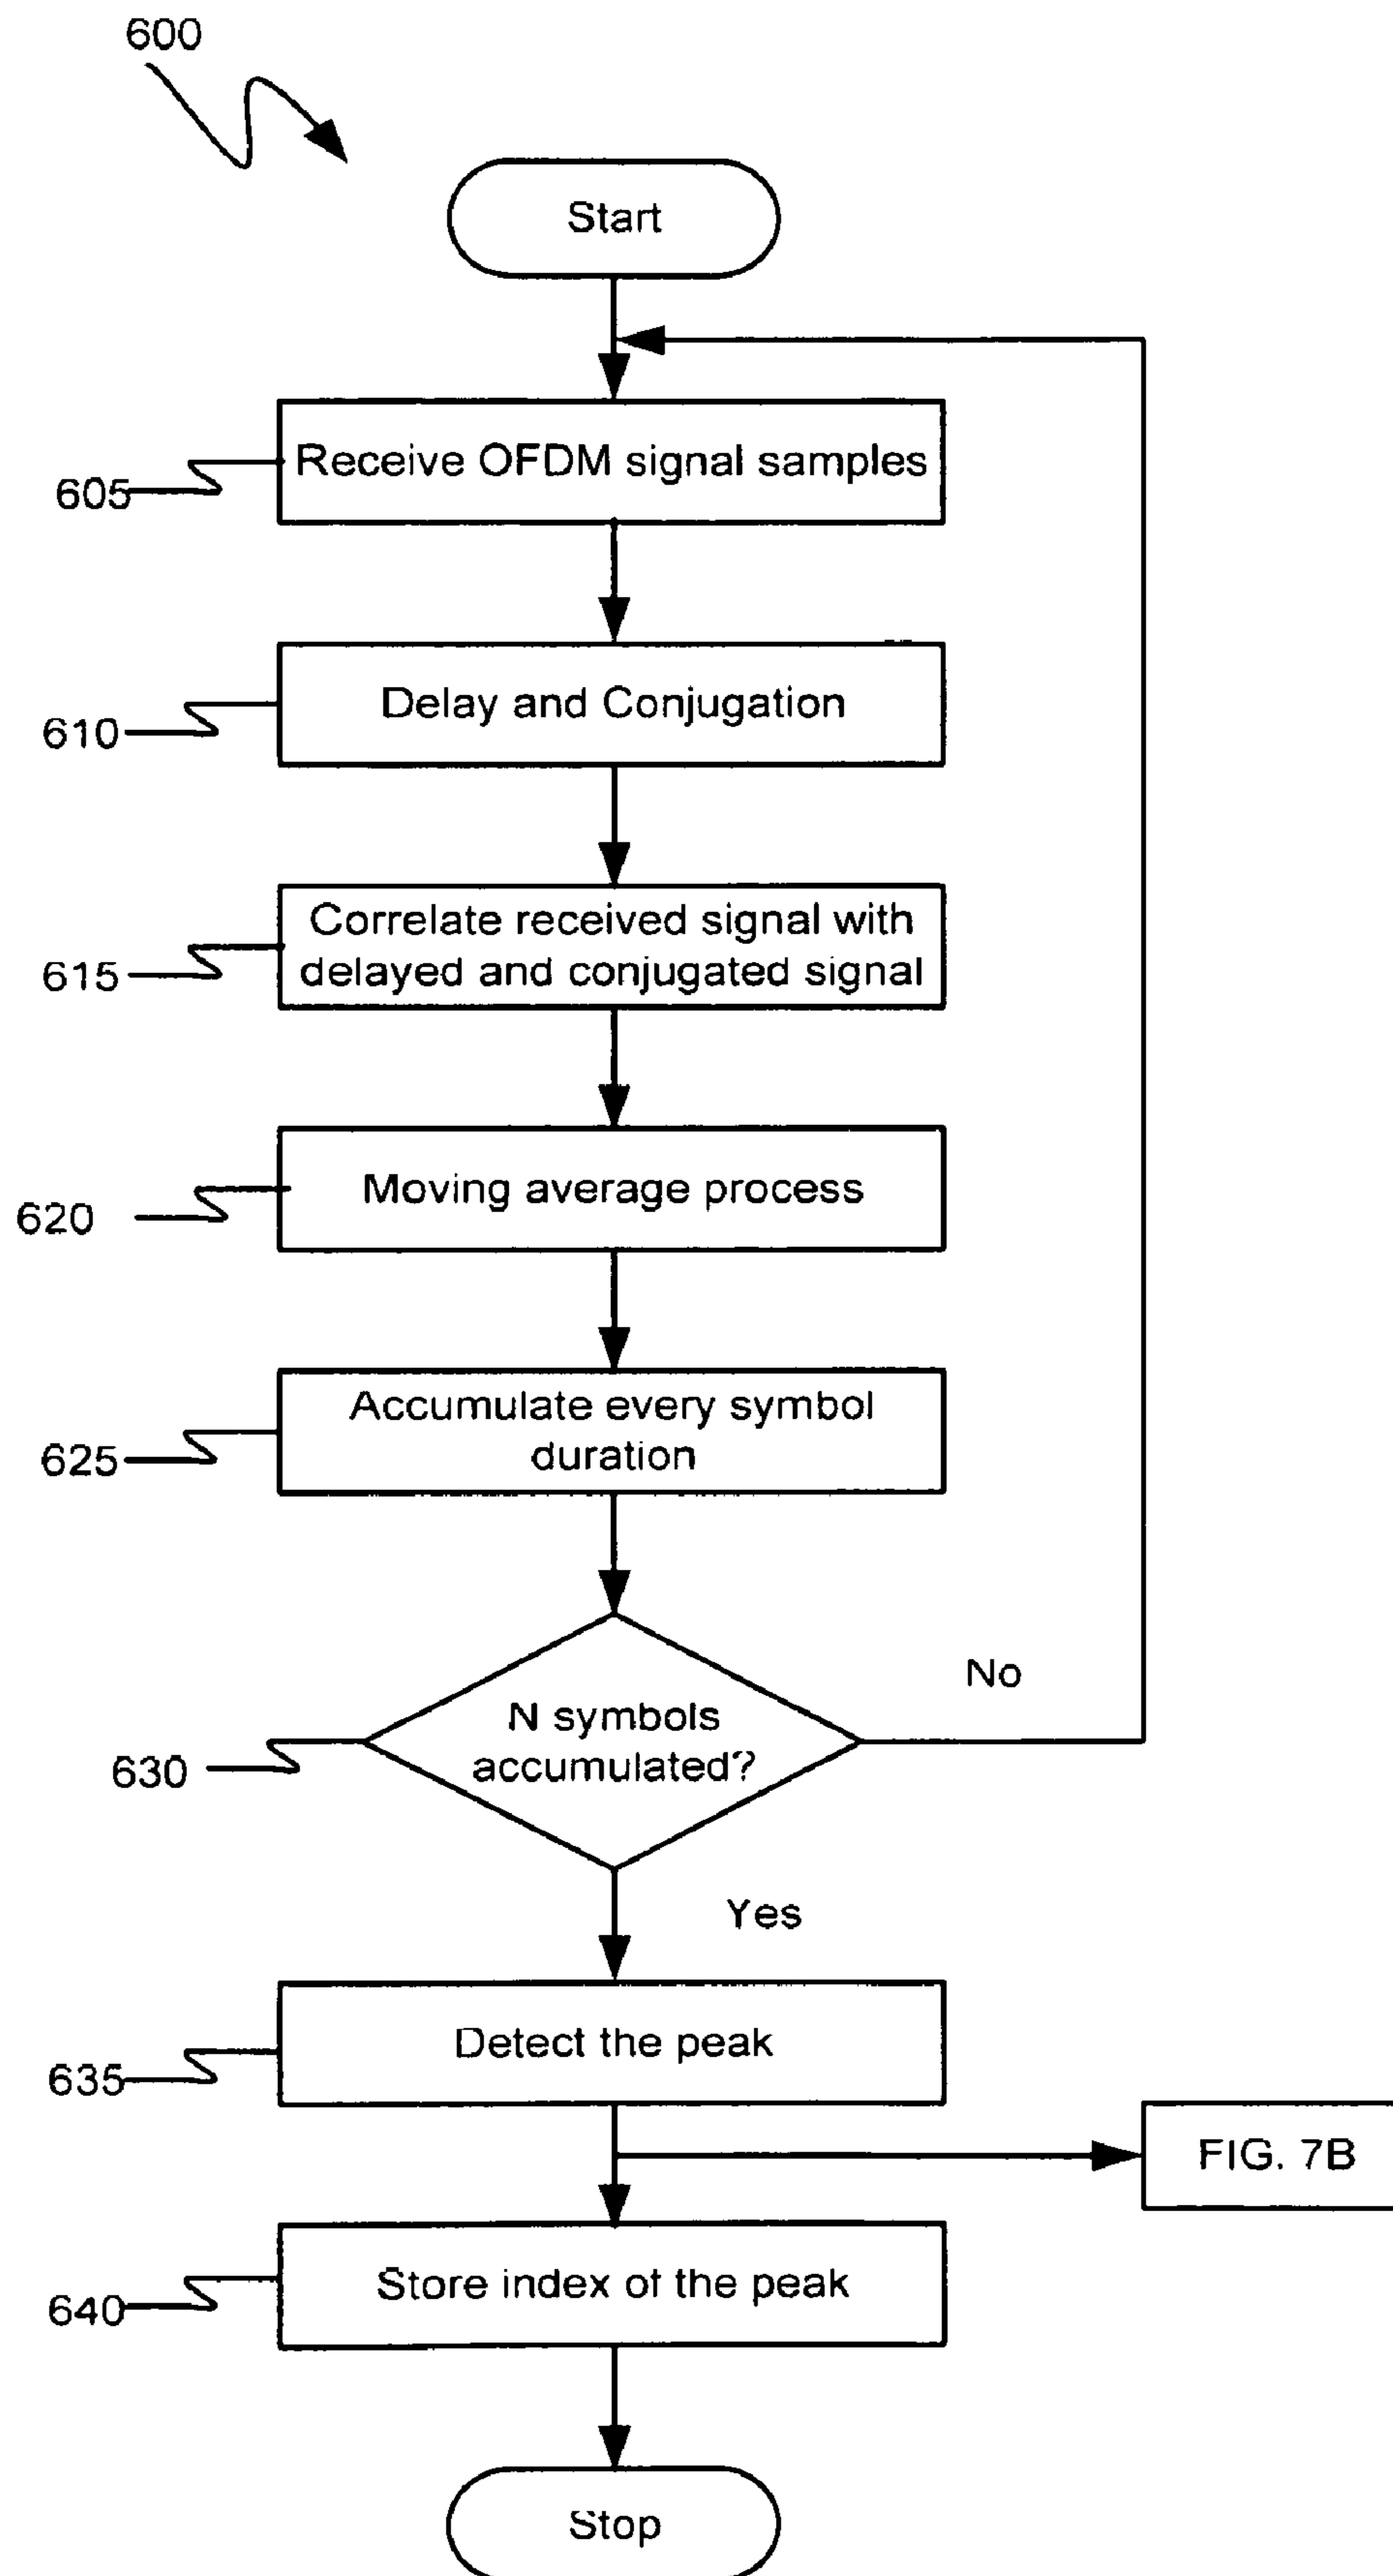 600
Start
Receive OFDM signal samples
605
Delay and Conjugation
610
Correlate received signal with
delayed and conjugated signal
615
Moving average process
620
Accumulate every symbol
duration
625
No
N symbols
accumulated?
630
Yes
Detect the peak
635
FIG. 7B
Store index of the peak
640
Stop